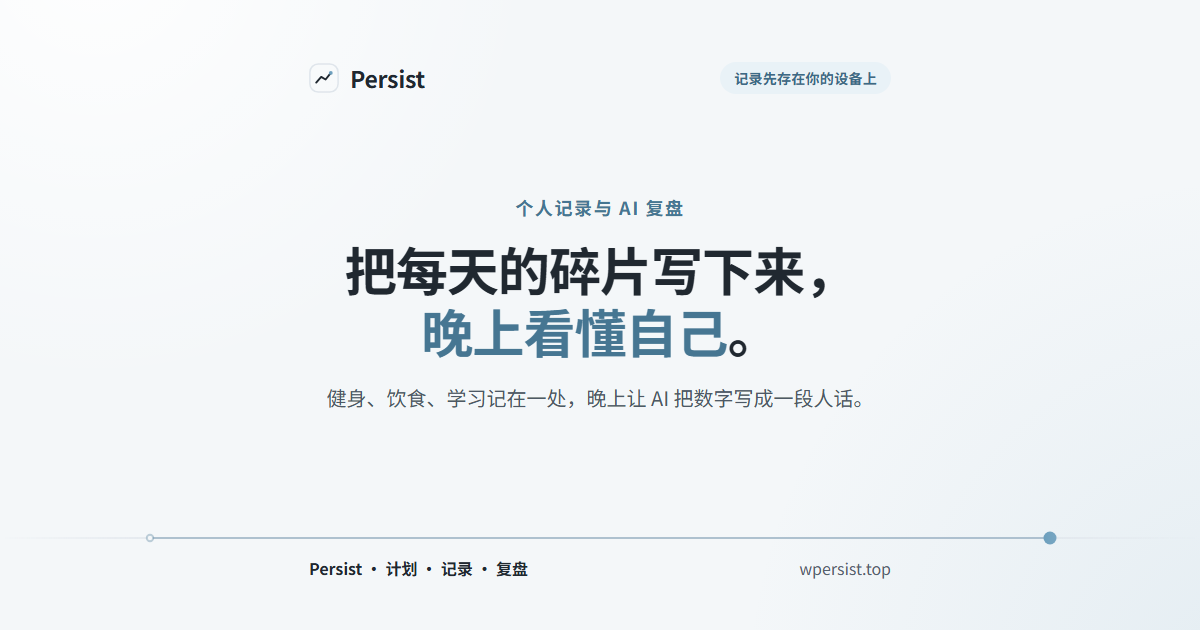 Persist
记录先存在你的设备上
个人记录与 AI 复盘
把每天的碎片写下来，
晚上看懂自己。
健身、饮食、学习记在一处，晚上让 AI 把数字写成一段人话。
Persist · 计划 · 记录 · 复盘
wpersist.top